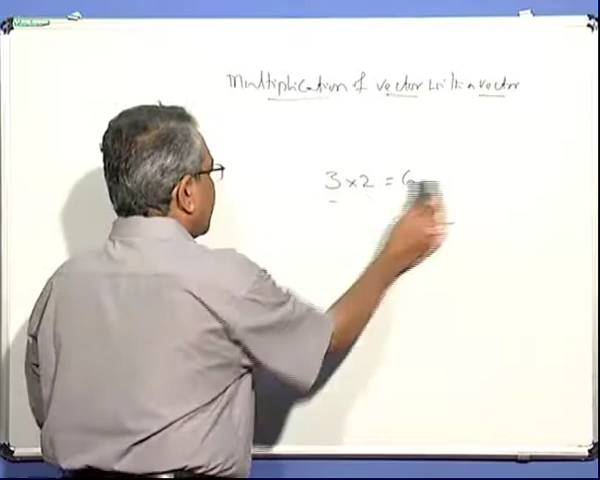 Multiplication of vector with a vector
3 × 2 = 6